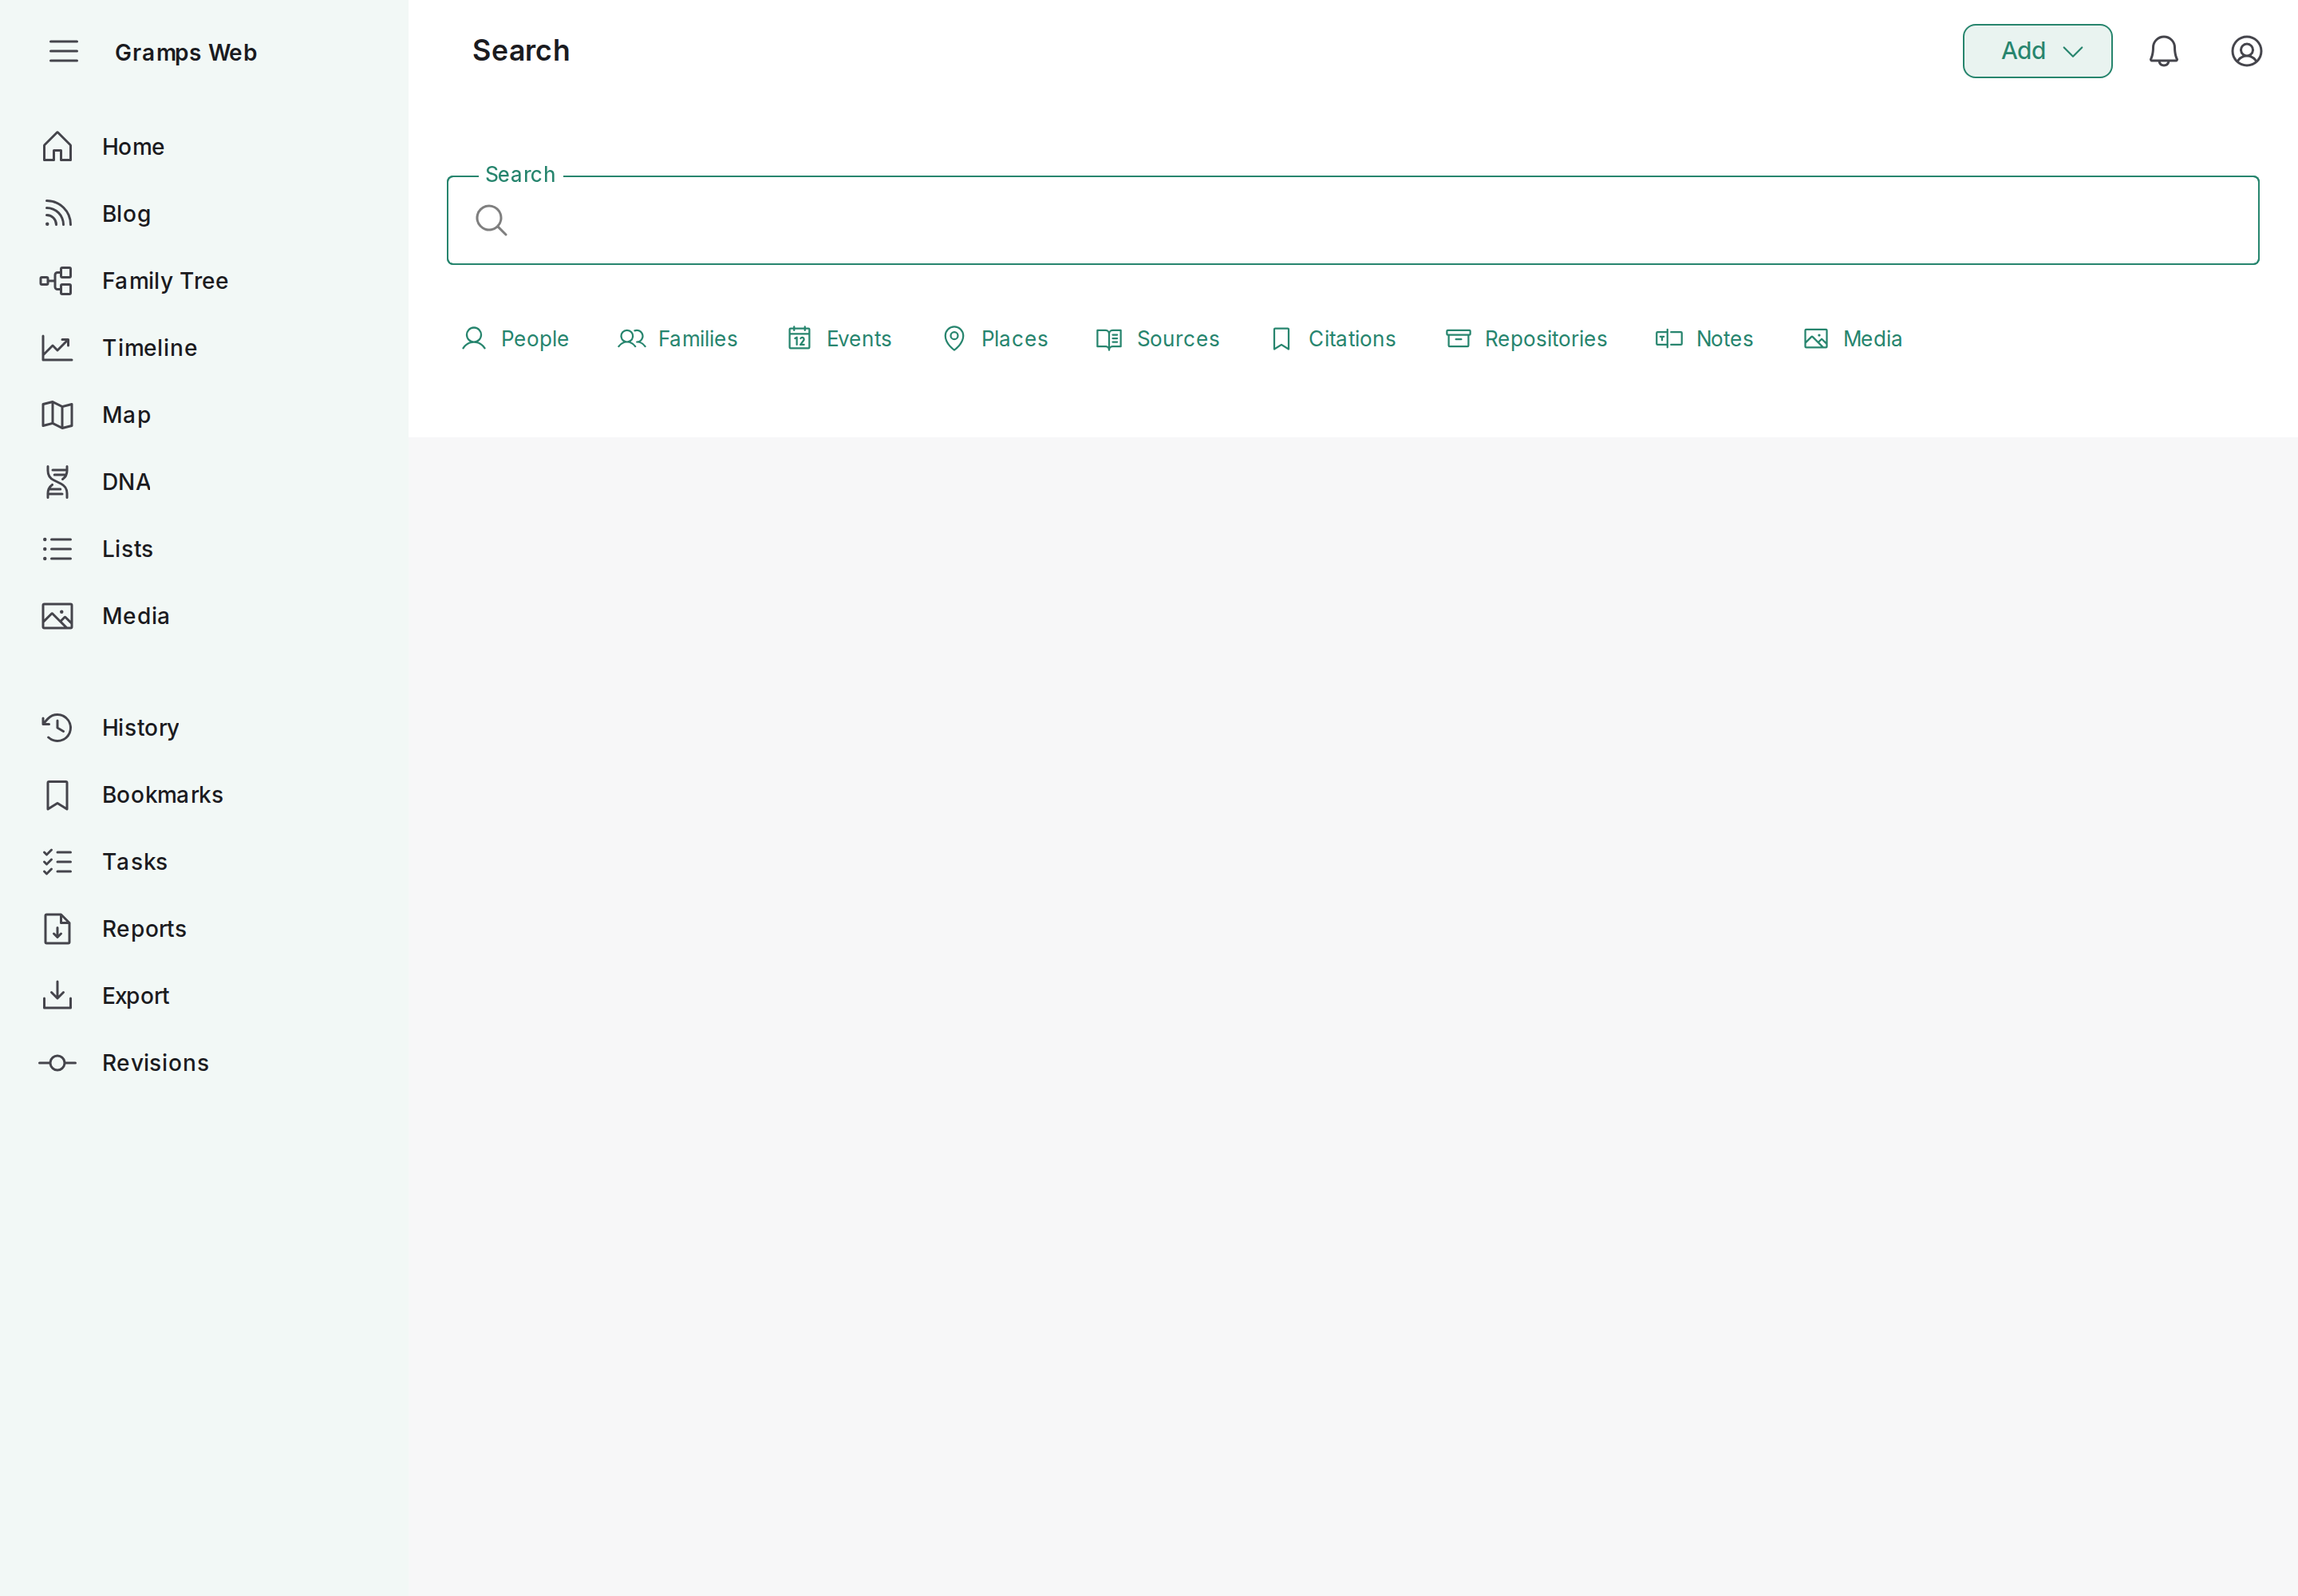 Gramps Web
Home
Blog
Family Tree
Timeline
Map
DNA
Lists
Media
History
Bookmarks
Tasks
Reports
Export
Revisions
Search
Add
Search
People
Families
12
Events
Places
Sources
Citations
Repositories
T
Notes
Media